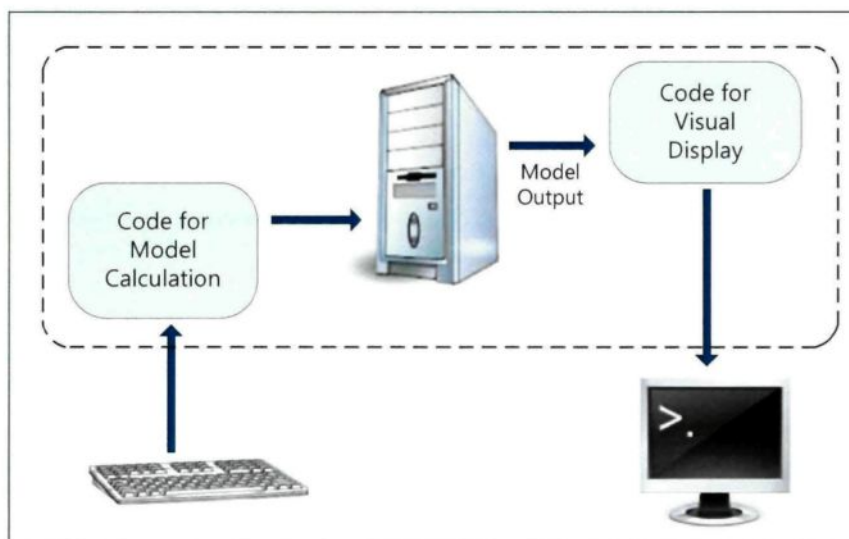 Code for
Model
Calculation
Model
Output
Code for
Visual
Display
>.